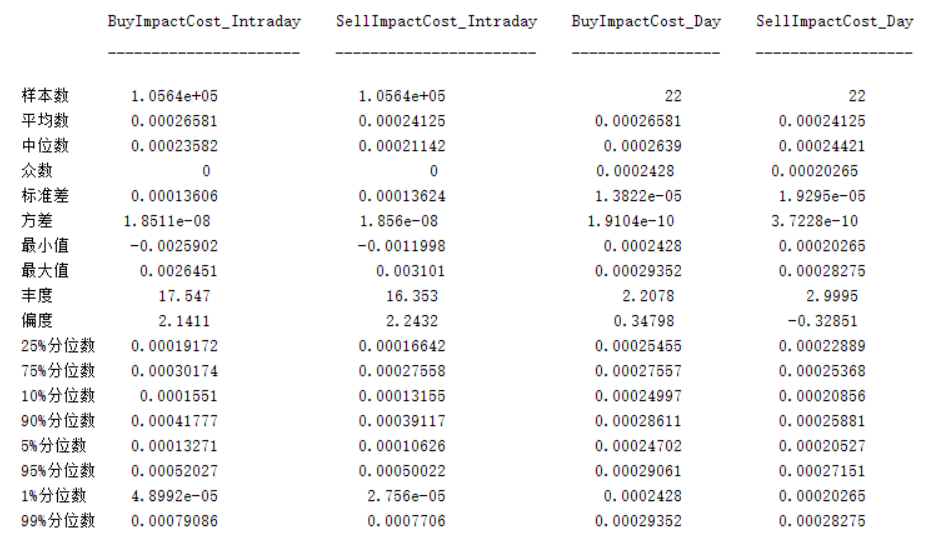 BuyImpactCost_Intraday SellImpactCost_Intraday BuyImpactCost_Day SellImpactCost_Day
样本数 1.0564e+05 1.0564e+05 22 22
平均数 0.00026581 0.00024125 0.00026581 0.00024125
中位数 0.00023582 0.00021142 0.0002639 0.00024421
众数 0 0 0.0002428 0.00020265
标准差 0.00013606 0.00013624 1.3822e-05 1.9295e-05
方差 1.8511e-08 1.856e-08 1.9104e-10 3.7228e-10
最小值 -0.0025902 -0.0011998 0.0002428 0.00020265
最大值 0.0026451 0.003101 0.00029352 0.00028275
丰度 17.547 16.353 2.2078 2.9995
偏度 2.1411 2.2432 0.34798 -0.32851
25%分位数 0.00019172 0.00016642 0.00025455 0.00022889
75%分位数 0.00030174 0.00027558 0.00027557 0.00025368
10%分位数 0.0001551 0.00013155 0.00024997 0.00020856
90%分位数 0.00041777 0.00039117 0.00028611 0.00025881
5%分位数 0.00013271 0.00010626 0.00024702 0.00020527
95%分位数 0.00052027 0.00050022 0.00029061 0.00027151
1%分位数 4.8992e-05 2.756e-05 0.0002428 0.00020265
99%分位数 0.00079086 0.0007706 0.00029352 0.00028275